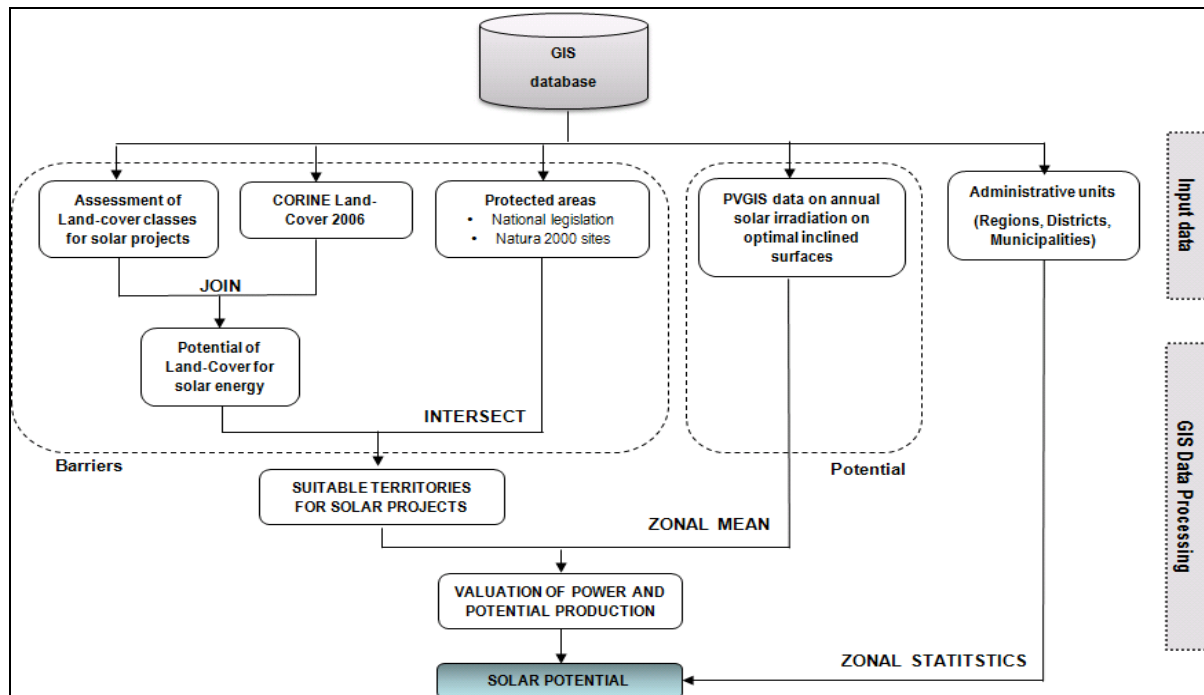 GIS
database
Assessment of
Land-cover classes
for solar projects
CORINE Land-
Cover 2006
Protected areas
• National legislation
• Natura 2000 sites
PVGIS data on annual
solar irradiation on
optimal inclined
surfaces
Administrative units
(Regions, Districts,
Municipalities)
Input data
JOIN
Potential of
Land-Cover for
solar energy
INTERSECT
Barriers
Potential
SUITABLE TERRITORIES
FOR SOLAR PROJECTS
ZONAL MEAN
GIS Data Processing
VALUATION OF POWER AND
POTENTIAL PRODUCTION
ZONAL STATITSTICS
SOLAR POTENTIAL